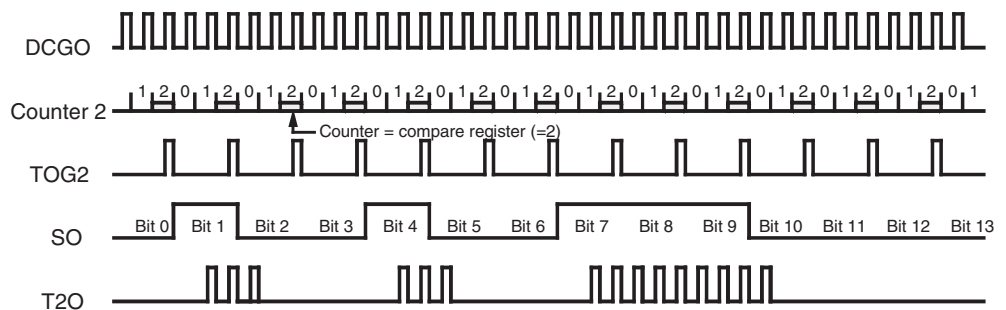 DCGO
Counter 2
1 2 0 1 2 0 1 2 0 1 2 0 1 2 0 1 2 0 1 2 0 1 2 0 1 2 0 1 2 0 1 2 0 1 2 0 1 2 0 1
Counter = compare register (=2)
TOG2
SO
Bit 0 Bit 1 Bit 2 Bit 3 Bit 4 Bit 5 Bit 6 Bit 7 Bit 8 Bit 9 Bit 10 Bit 11 Bit 12 Bit 13
T2O